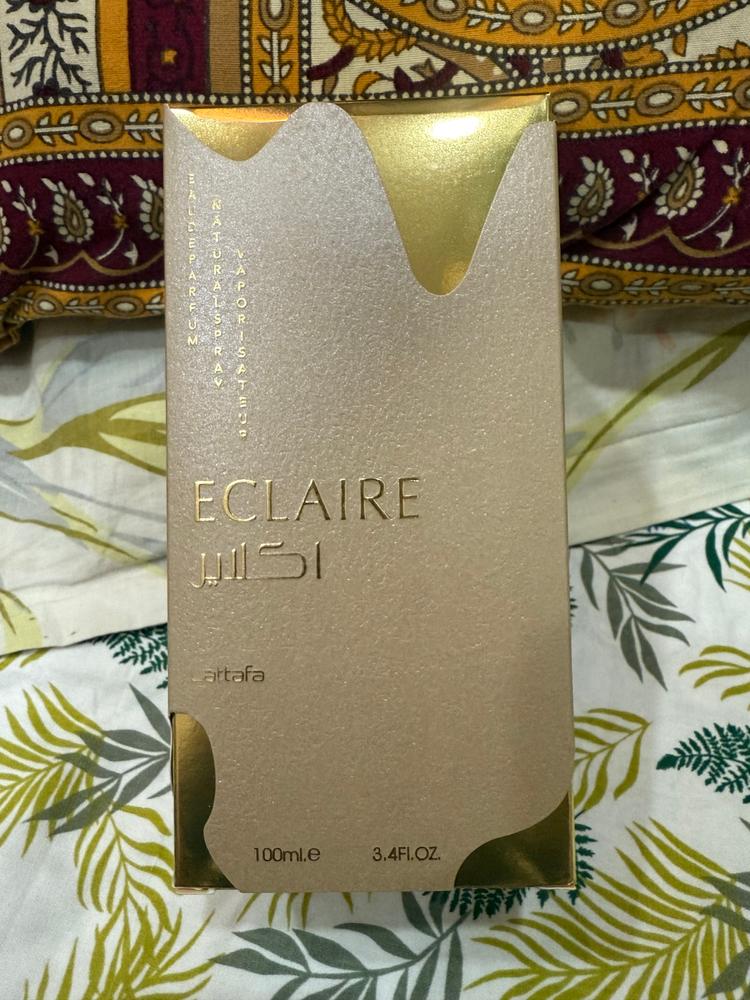 EAU DE PARFUM
NATURAL SPRAY
VAPORISATEUR
ECLAIRE
اكلير
Lattafa
100ml.e 3.4Fl.OZ.